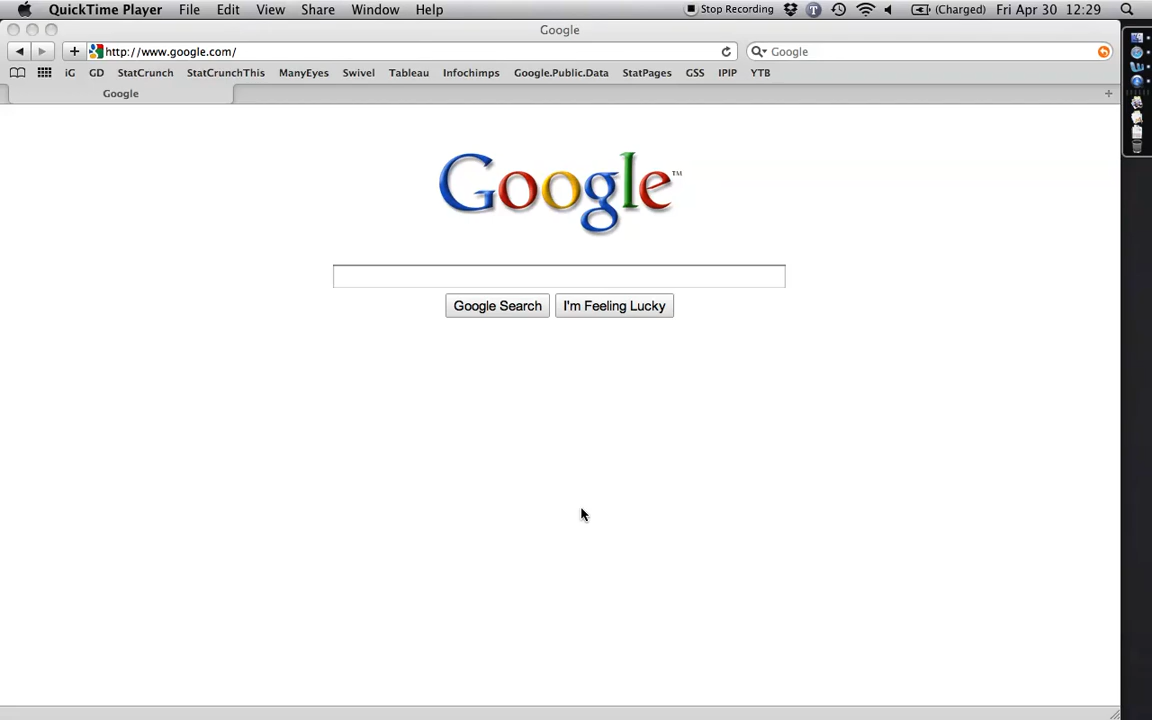 QuickTime Player File Edit View Share Window Help Stop Recording (Charged) Fri Apr 30 12:29
Google
http://www.google.com/ Google
iG GD StatCrunch StatCrunchThis ManyEyes Swivel Tableau Infochimps Google.Public.Data StatPages GSS IPIP YTB
Google
Google™
Google Search I'm Feeling Lucky